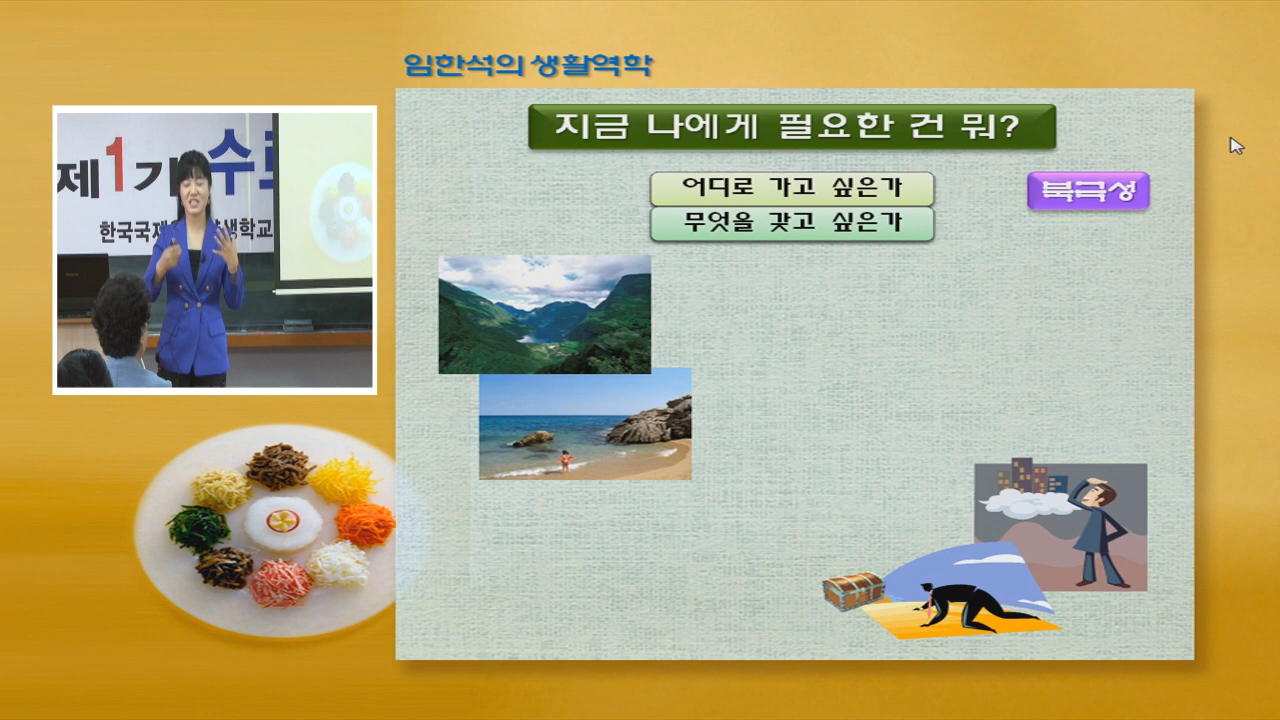 임한석의 생활역학
지금 나에게 필요한 건 뭐?
어디로 가고 싶은가
무엇을 갖고 싶은가
북극성
제1기
한국국제
생학교